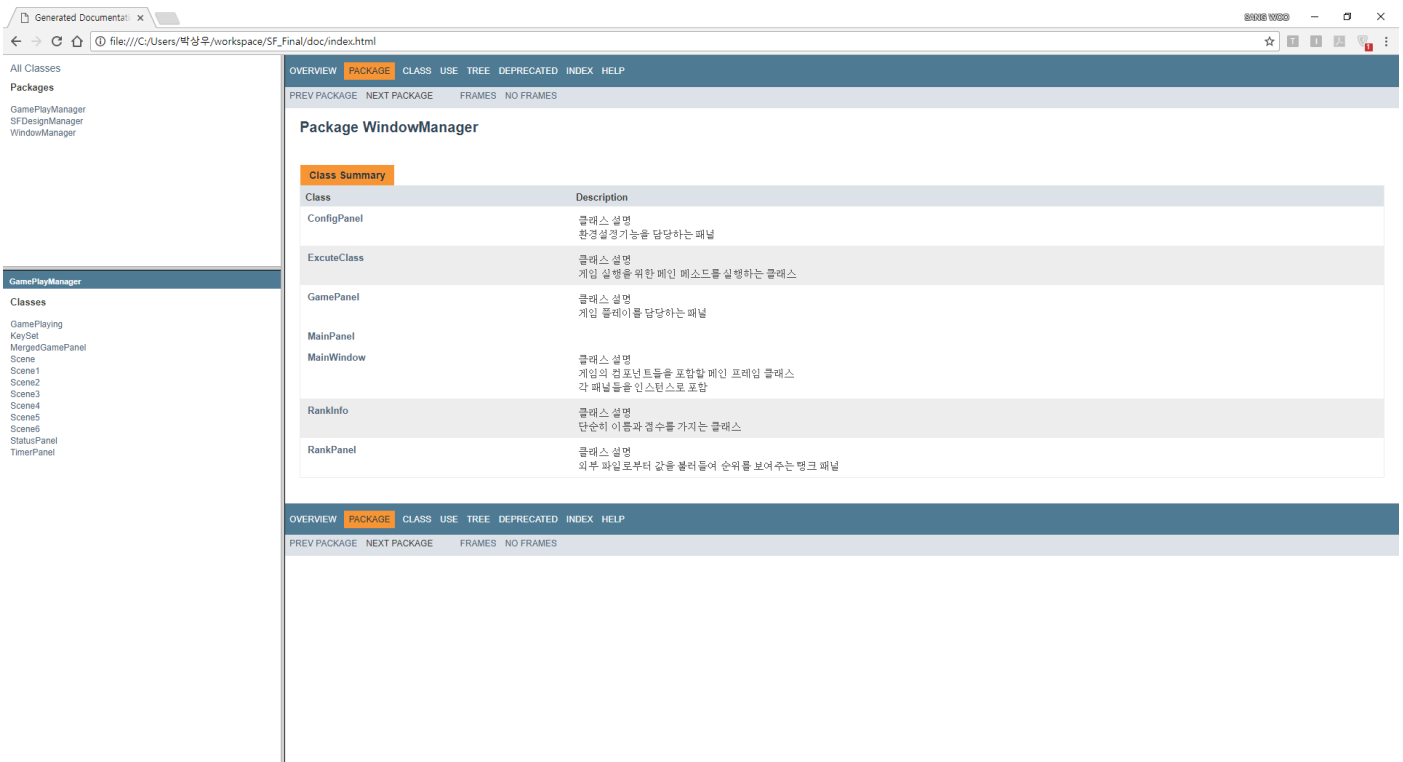 Generated Documentati
SANG WOO
file:///C:/Users/박상우/workspace/SF_Final/doc/index.html
All Classes
Packages
GamePlayManager
SFDesignManager
WindowManager
GamePlayManager
Classes
GamePlaying
KeySet
MergedGamePanel
Scene
Scene1
Scene2
Scene3
Scene4
Scene5
Scene6
StatusPanel
TimerPanel
OVERVIEW PACKAGE CLASS USE TREE DEPRECATED INDEX HELP
PREV PACKAGE NEXT PACKAGE FRAMES NO FRAMES
Package WindowManager
Class Summary
Class Description
ConfigPanel 클래스 설명
환경설정기능을 담당하는 패널
ExcuteClass 클래스 설명
게임 실행을 위한 메인 메소드를 실행하는 클래스
GamePanel 클래스 설명
게임 플레이를 담당하는 패널
MainPanel
MainWindow 클래스 설명
게임의 컴포넌트들을 포함할 메인 프레임 클래스
각 패널들을 인스턴스로 포함
RankInfo 클래스 설명
단순히 이름과 점수를 가지는 클래스
RankPanel 클래스 설명
외부 파일로부터 값을 불러들여 순위를 보여주는 랭크 패널
OVERVIEW PACKAGE CLASS USE TREE DEPRECATED INDEX HELP
PREV PACKAGE NEXT PACKAGE FRAMES NO FRAMES